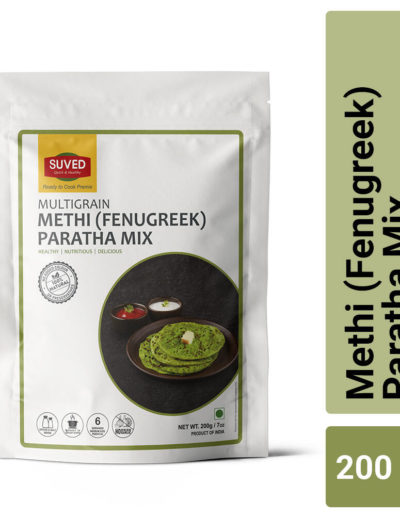 SUVED
Quick & Healthy
Ready to Cook Premix
MULTIGRAIN
METHI (FENUGREEK)
PARATHA MIX
HEALTHY | NUTRITIOUS | DELICIOUS
100%
NATURAL
6
NET WT. 200g / 7oz
PRODUCT OF INDIA
Methi (Fenugreek)
Paratha Mix
200